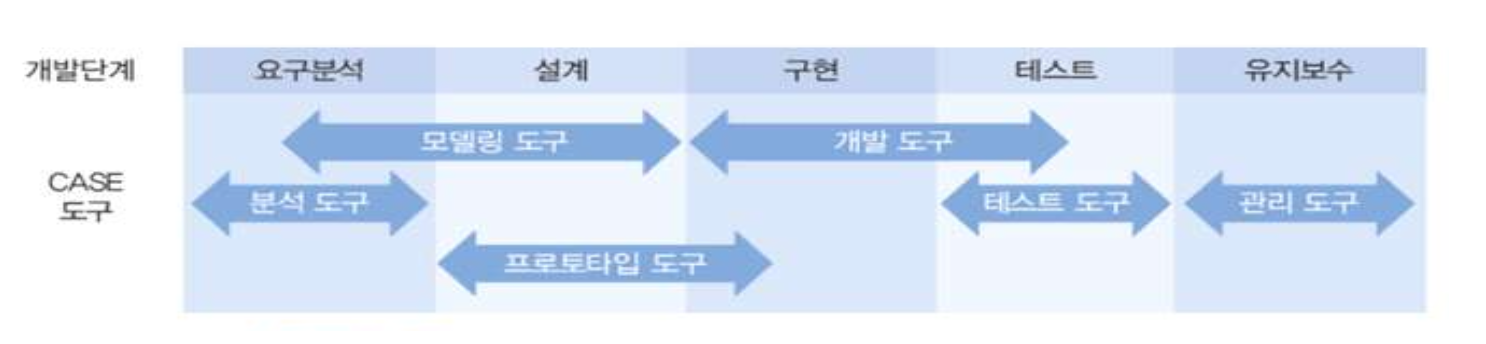 개발단계 요구분석 설계 구현 테스트 유지보수
모델링 도구 개발 도구
CASE
도구
분석 도구 테스트 도구 관리 도구
프로토타입 도구